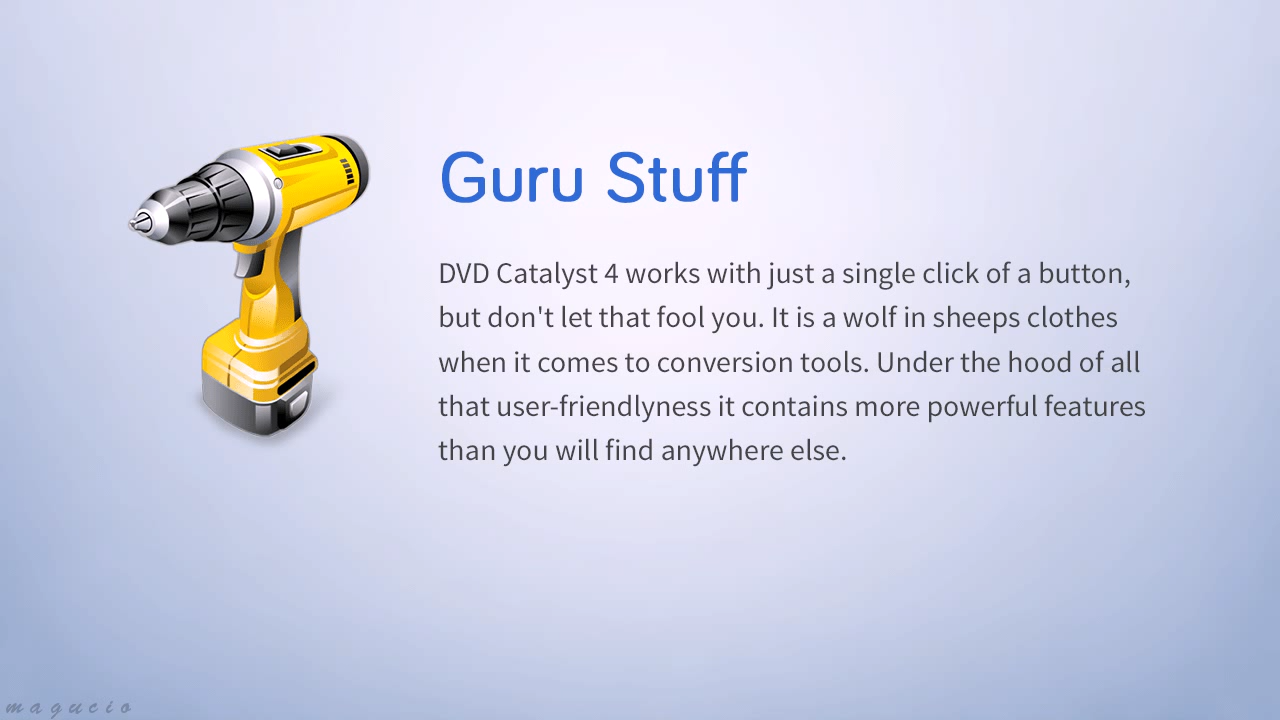 Guru Stuff
DVD Catalyst 4 works with just a single click of a button,
but don't let that fool you. It is a wolf in sheeps clothes
when it comes to conversion tools. Under the hood of all
that user-friendlyness it contains more powerful features
than you will find anywhere else.
magucio